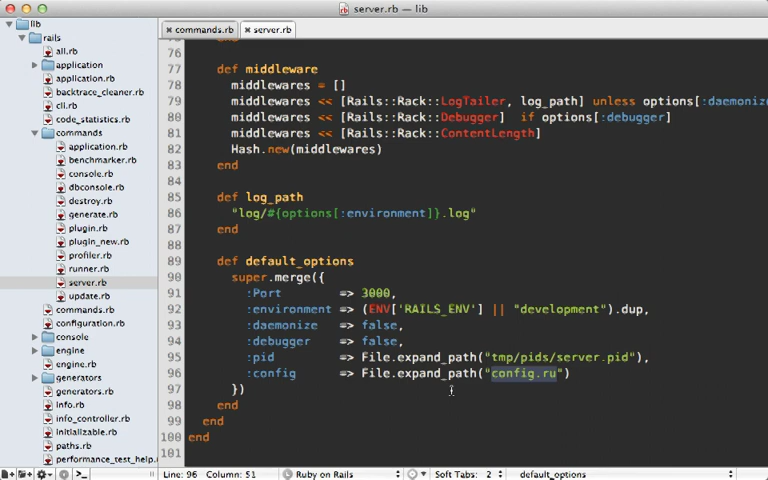 server.rb — lib
lib
rails
all.rb
application
application.rb
backtrace_cleaner.rb
cli.rb
code_statistics.rb
commands
application.rb
benchmarker.rb
console.rb
dbconsole.rb
destroy.rb
generate.rb
plugin.rb
plugin_new.rb
profiler.rb
runner.rb
server.rb
update.rb
commands.rb
configuration.rb
console
engine
engine.rb
generators
generators.rb
info.rb
info_controller.rb
initializable.rb
paths.rb
performance_test_help.
commands.rb
server.rb
76
77 def middleware
78 middlewares = []
79 middlewares << [Rails::Rack::LogTailer, log_path] unless options[:daemonize
80 middlewares << [Rails::Rack::Debugger] if options[:debugger]
81 middlewares << [Rails::Rack::ContentLength]
82 Hash.new(middlewares)
83 end
84
85 def log_path
86 "log/#{options[:environment]}.log"
87 end
88
89 def default_options
90 super.merge({
91 :Port => 3000,
92 :environment => (ENV['RAILS_ENV'] || "development").dup,
93 :daemonize => false,
94 :debugger => false,
95 :pid => File.expand_path("tmp/pids/server.pid"),
96 :config => File.expand_path("config.ru")
97 })
98 end
99 end
100 end
101
Line: 96 Column: 51 Ruby on Rails Soft Tabs: 2 default_options